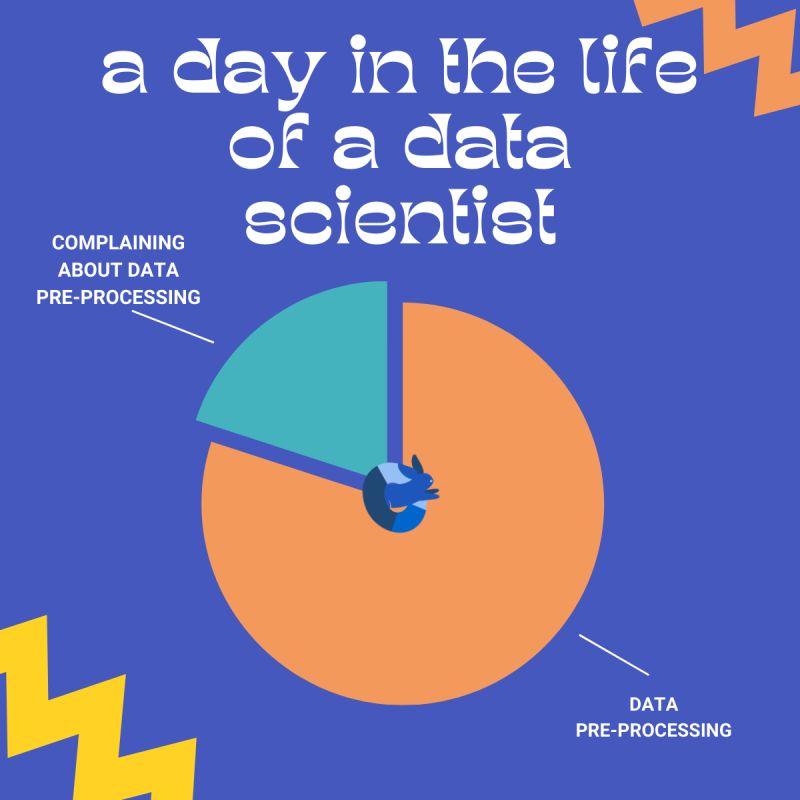 a day in the life
of a data
scientist
COMPLAINING
ABOUT DATA
PRE-PROCESSING
DATA
PRE-PROCESSING